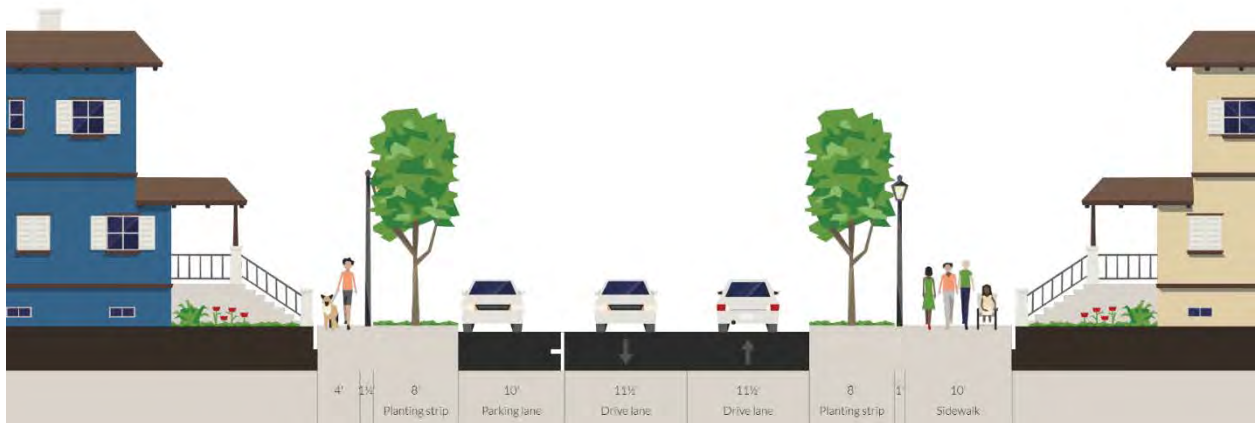 4' 1½' 8' 10' 11½' 11½' 8' 1' 10'
Planting strip Parking lane Drive lane Drive lane Planting strip Sidewalk